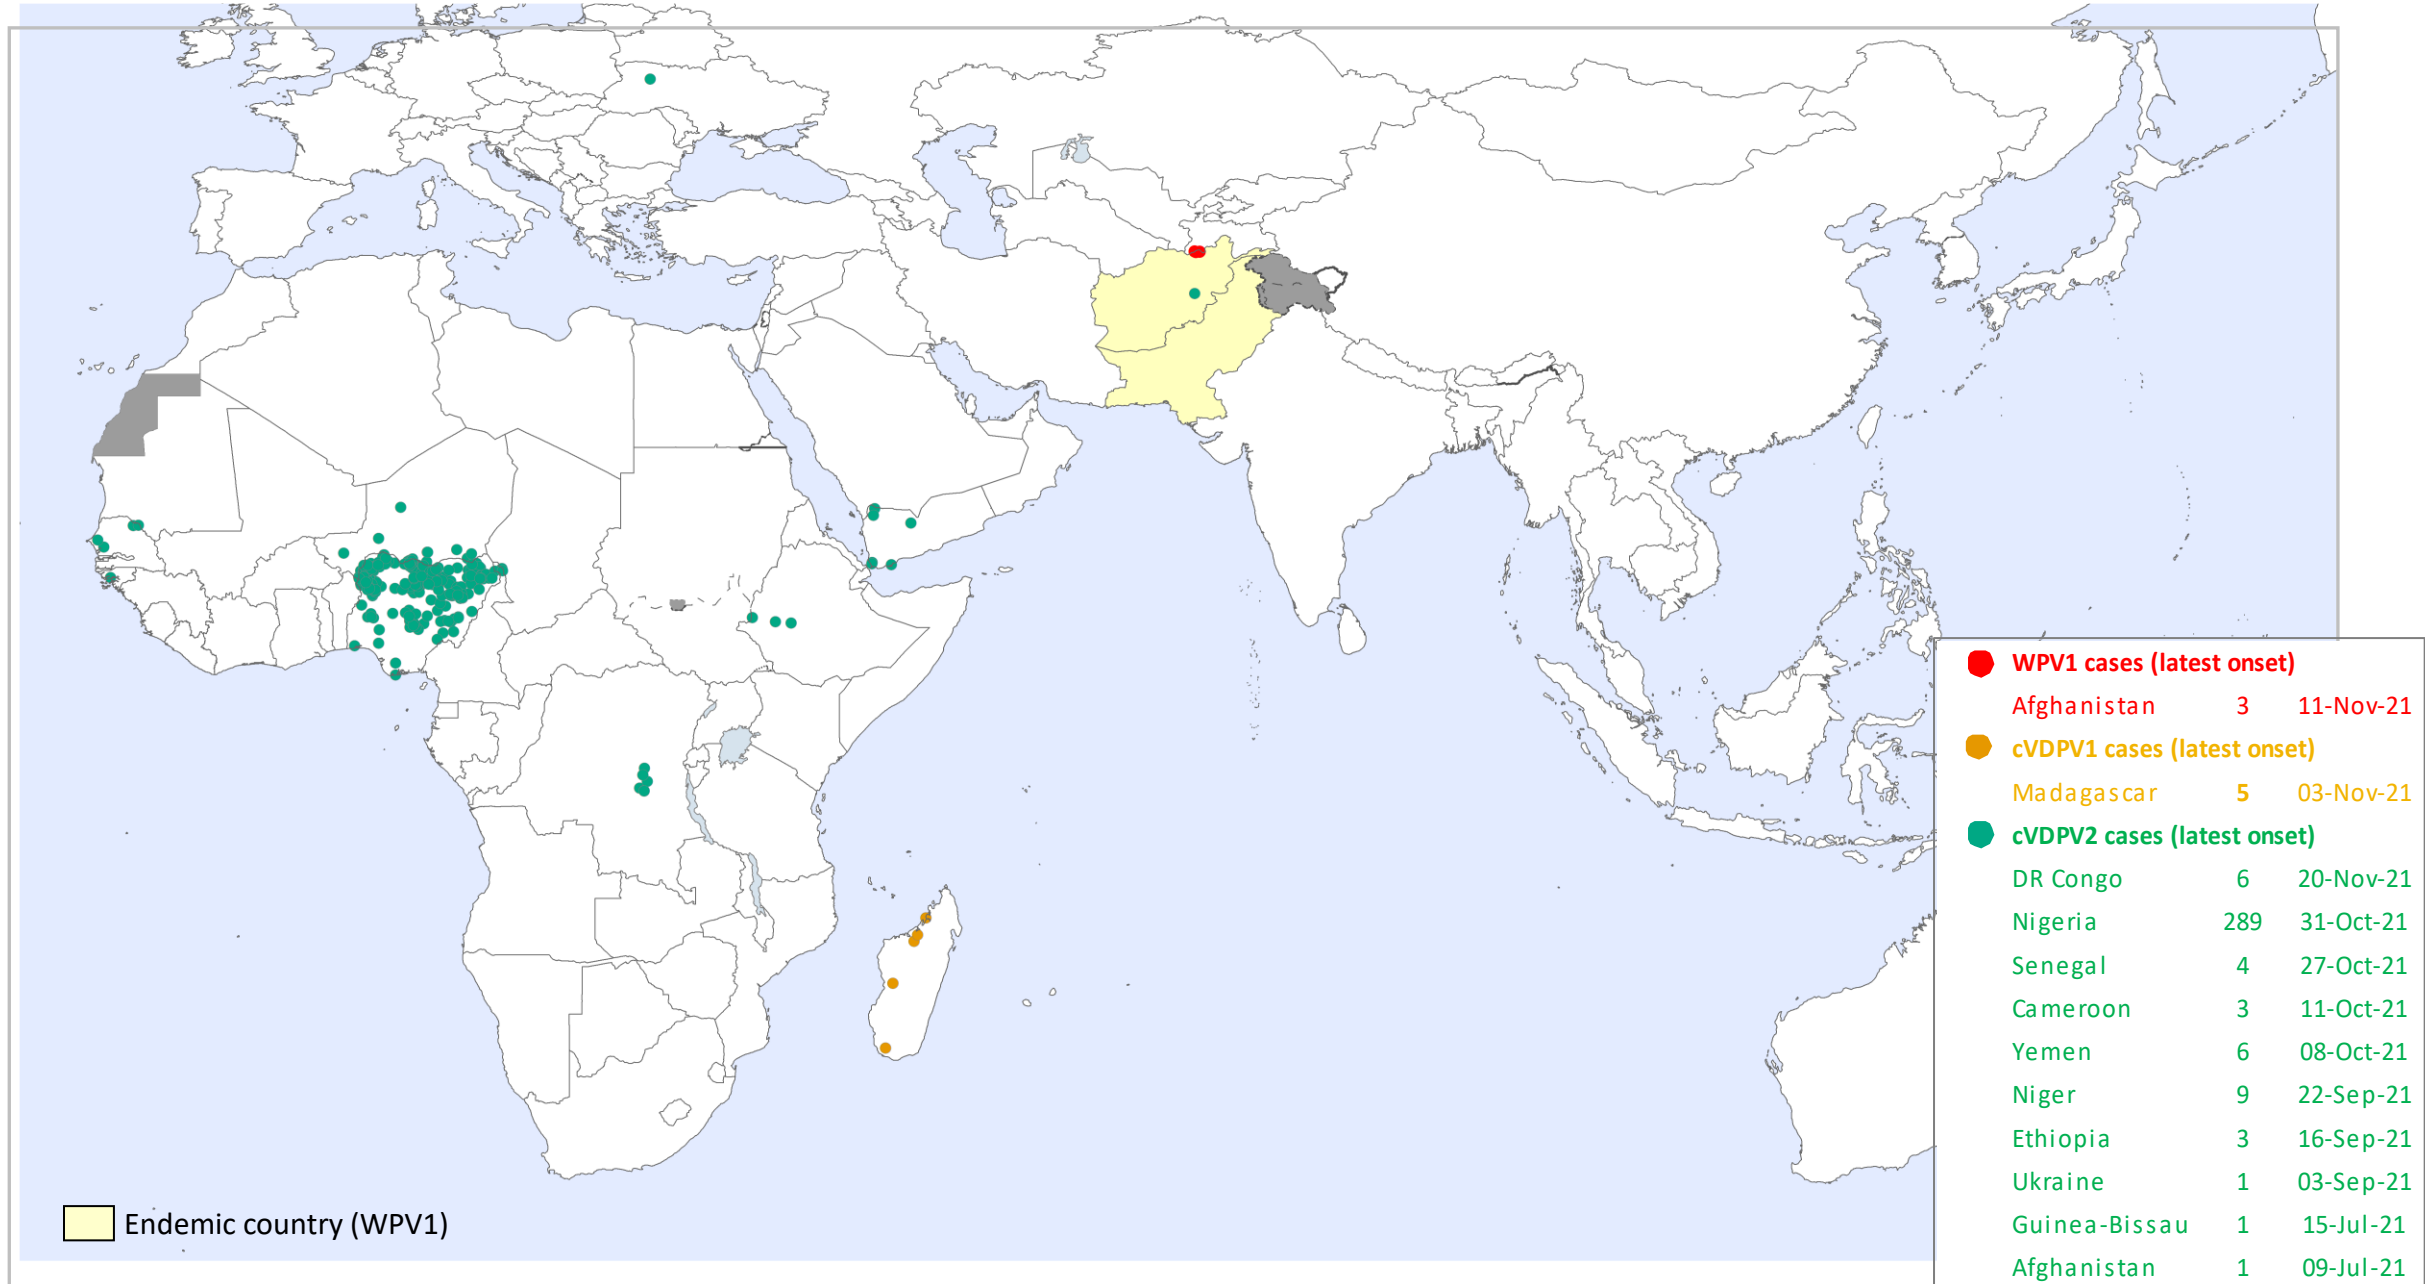 WPV1 cases (latest onset)
Afghanistan 3 11-Nov-21
cVDPV1 cases (latest onset)
Madagascar 5 03-Nov-21
cVDPV2 cases (latest onset)
DR Congo 6 20-Nov-21
Nigeria 289 31-Oct-21
Senegal 4 27-Oct-21
Cameroon 3 11-Oct-21
Yemen 6 08-Oct-21
Niger 9 22-Sep-21
Ethiopia 3 16-Sep-21
Ukraine 1 03-Sep-21
Guinea-Bissau 1 15-Jul-21
Afghanistan 1 09-Jul-21
Endemic country (WPV1)